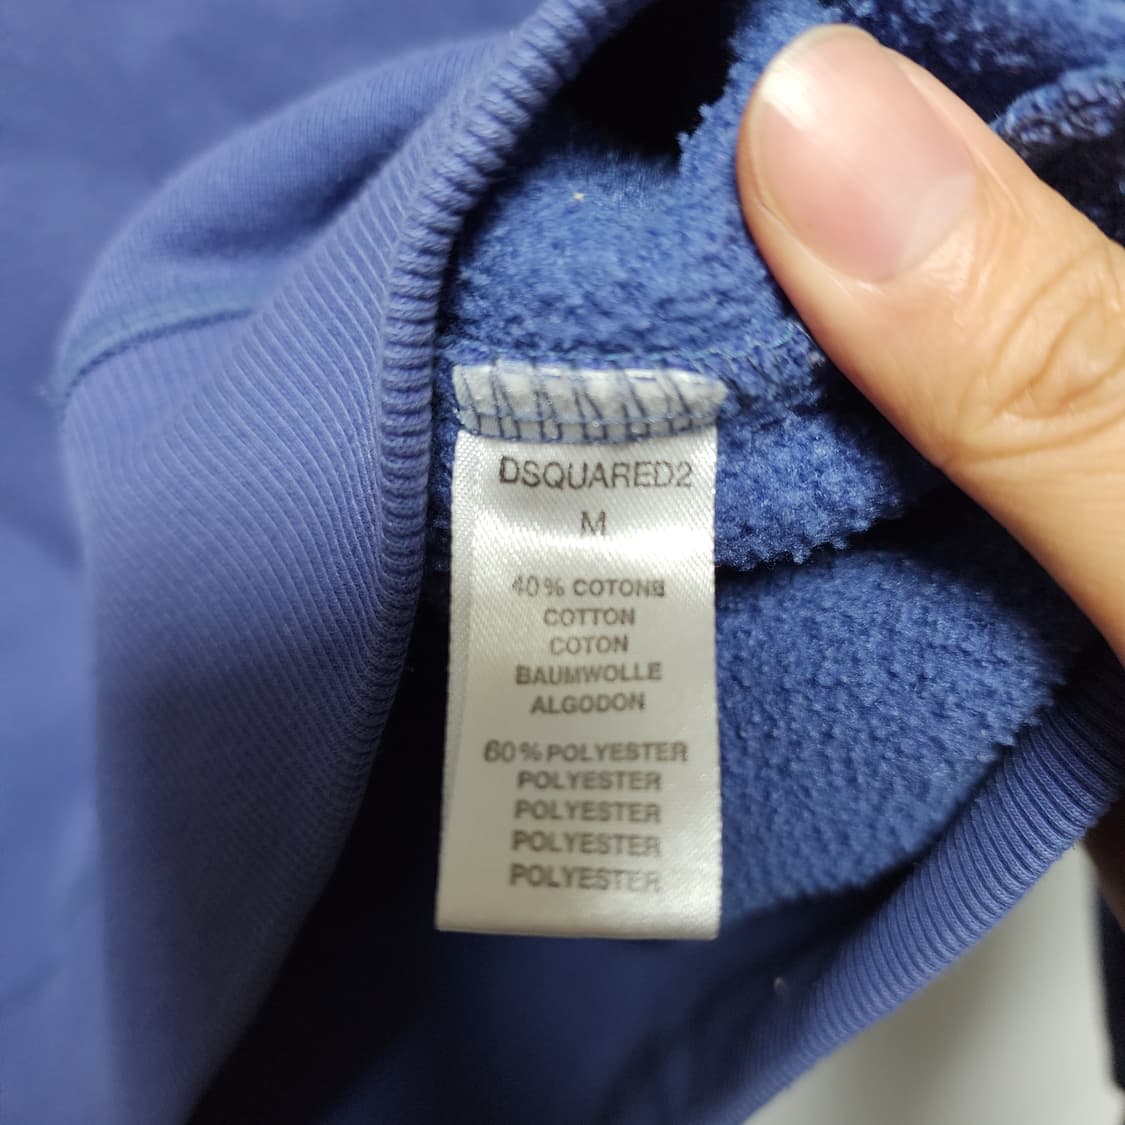 DSQUARED2
M
40% COTONE
COTTON
COTON
BAUMWOLLE
ALGODON
60% POLYESTER
POLYESTER
POLYESTER
POLYESTER
POLYESTER